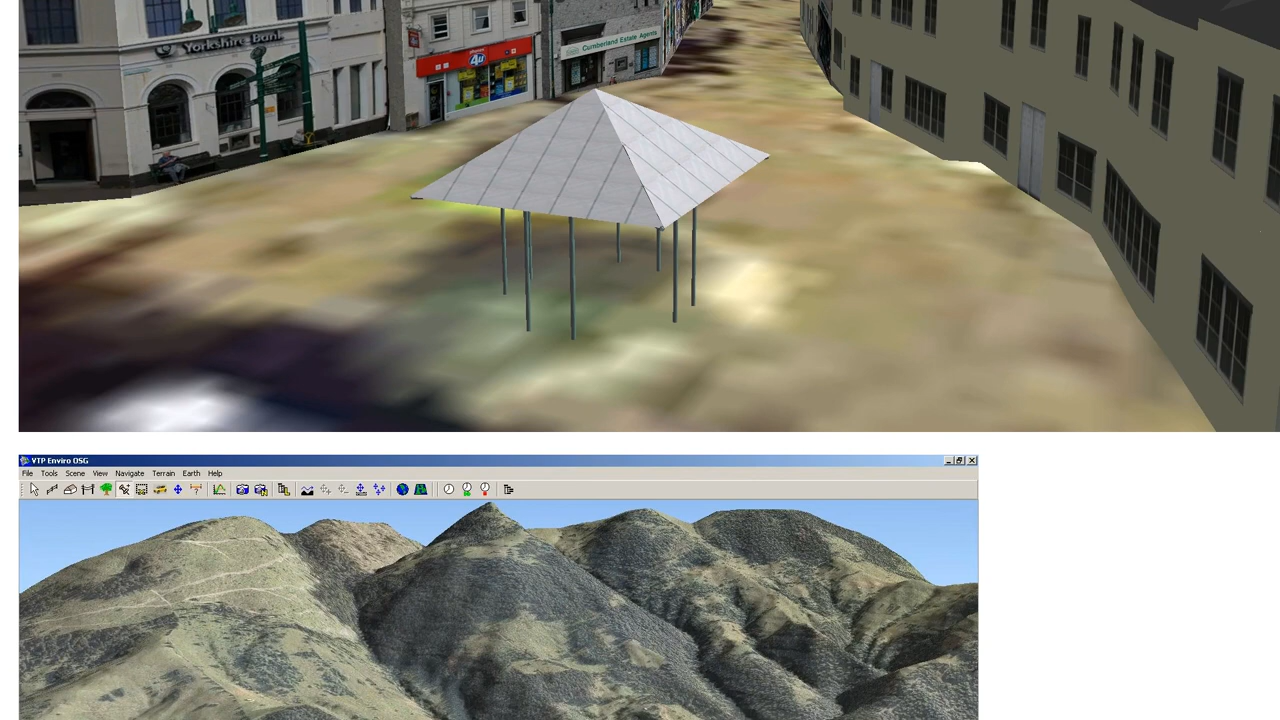 Yorkshire Bank
4u
Cumberland Estate Agents
VTP Enviro OSG
File Tools Scene View Navigate Terrain Earth Help